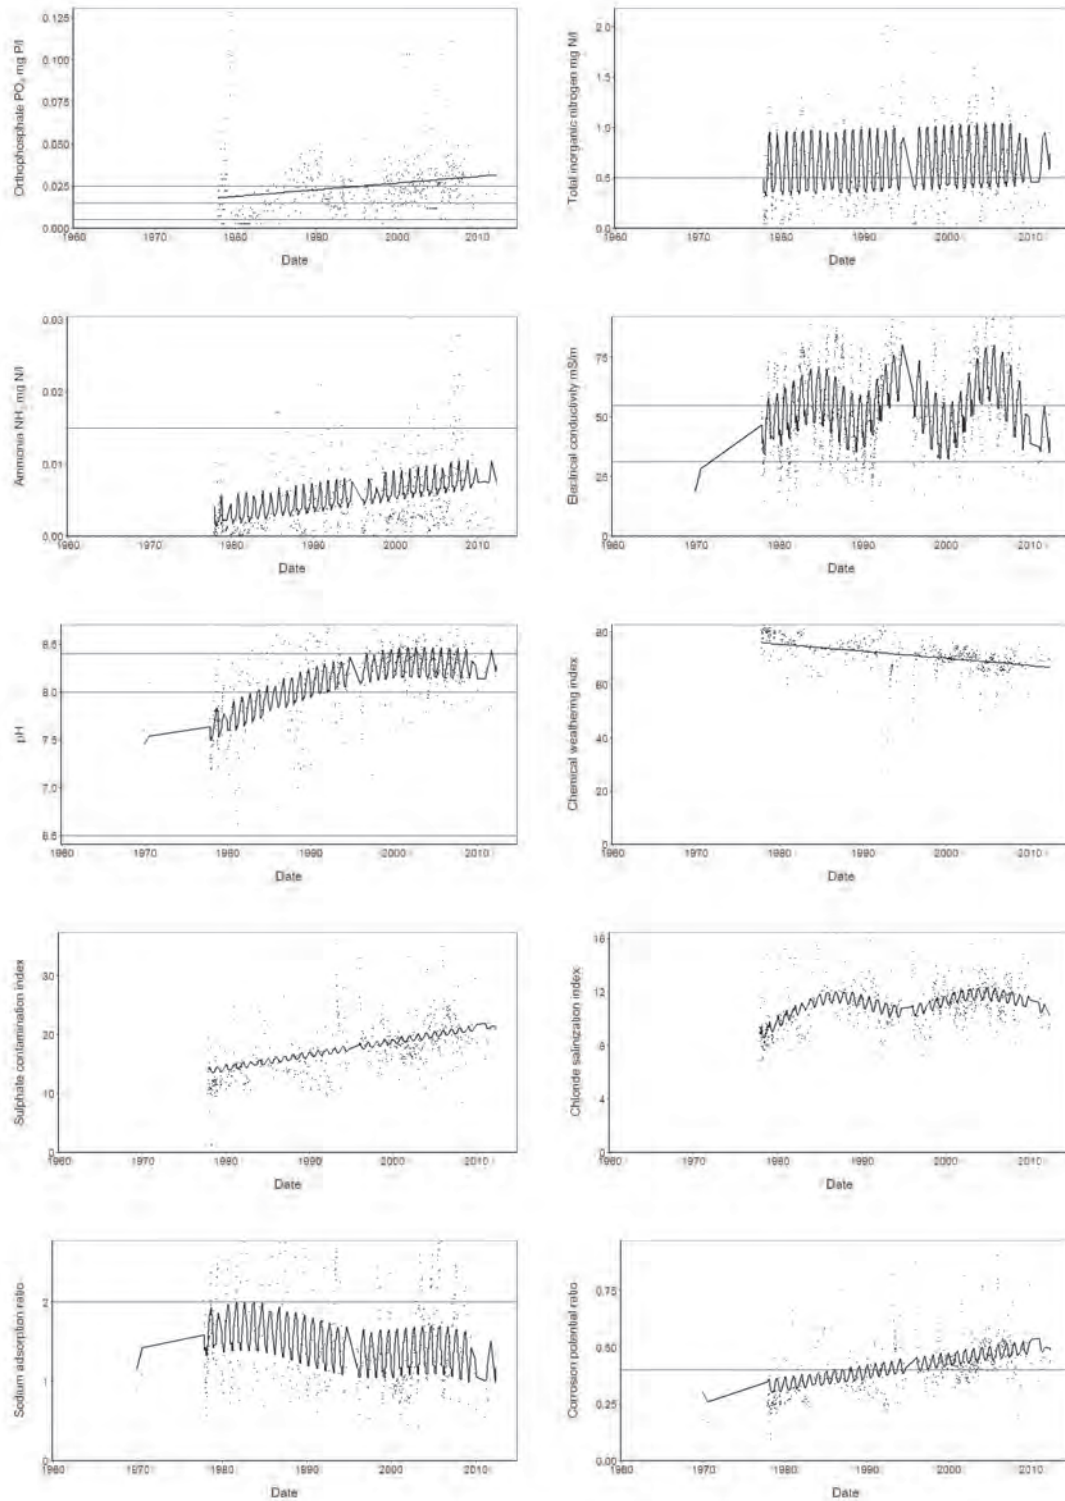 Orthophosphate PO4 mg P/l
0.125
0.100
0.075
0.050
0.025
0.000
1960 1970 1980 1990 2000 2010
Date
Total inorganic nitrogen mg N/l
2.0
1.5
1.0
0.5
0.0
1960 1970 1980 1990 2000 2010
Date
Ammonia NH3 mg N/l
0.03
0.02
0.01
0.00
1960 1970 1980 1990 2000 2010
Date
Electrical conductivity mS/m
75
50
25
0
1960 1970 1980 1990 2000 2010
Date
pH
8.5
8.0
7.5
7.0
6.5
1960 1970 1980 1990 2000 2010
Date
Chemical weathering index
80
60
40
20
0
1960 1970 1980 1990 2000 2010
Date
Sulphate contamination index
30
20
10
0
1960 1970 1980 1990 2000 2010
Date
Chloride salinization index
16
12
8
4
0
1960 1970 1980 1990 2000 2010
Date
Sodium adsorption ratio
2
1
0
1960 1970 1980 1990 2000 2010
Date
Corrosion potential ratio
0.75
0.50
0.25
0.00
1960 1970 1980 1990 2000 2010
Date